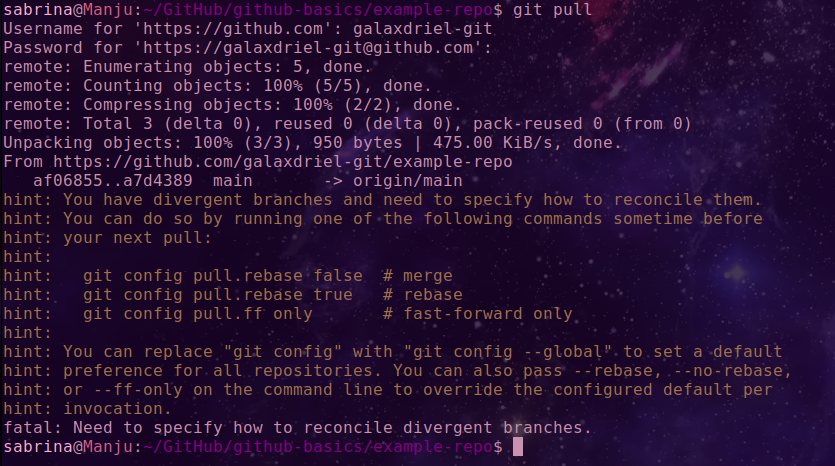 sabrina@Manju:~/GitHub/github-basics/example-repo$ git pull
Username for 'https://github.com': galaxdriel-git
Password for 'https://galaxdriel-git@github.com':
remote: Enumerating objects: 5, done.
remote: Counting objects: 100% (5/5), done.
remote: Compressing objects: 100% (2/2), done.
remote: Total 3 (delta 0), reused 0 (delta 0), pack-reused 0 (from 0)
Unpacking objects: 100% (3/3), 950 bytes | 475.00 KiB/s, done.
From https://github.com/galaxdriel-git/example-repo
   af06855..a7d4389  main       -> origin/main
hint: You have divergent branches and need to specify how to reconcile them.
hint: You can do so by running one of the following commands sometime before
hint: your next pull:
hint:
hint:   git config pull.rebase false  # merge
hint:   git config pull.rebase true   # rebase
hint:   git config pull.ff only       # fast-forward only
hint:
hint: You can replace "git config" with "git config --global" to set a default
hint: preference for all repositories. You can also pass --rebase, --no-rebase,
hint: or --ff-only on the command line to override the configured default per
hint: invocation.
fatal: Need to specify how to reconcile divergent branches.
sabrina@Manju:~/GitHub/github-basics/example-repo$